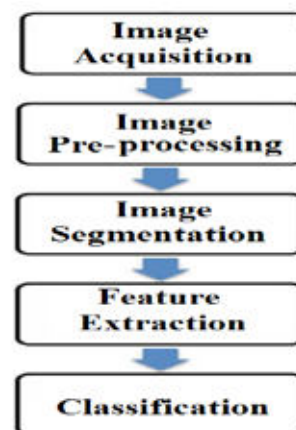 Image
Acquisition
Image
Pre-processing
Image
Segmentation
Feature
Extraction
Classification